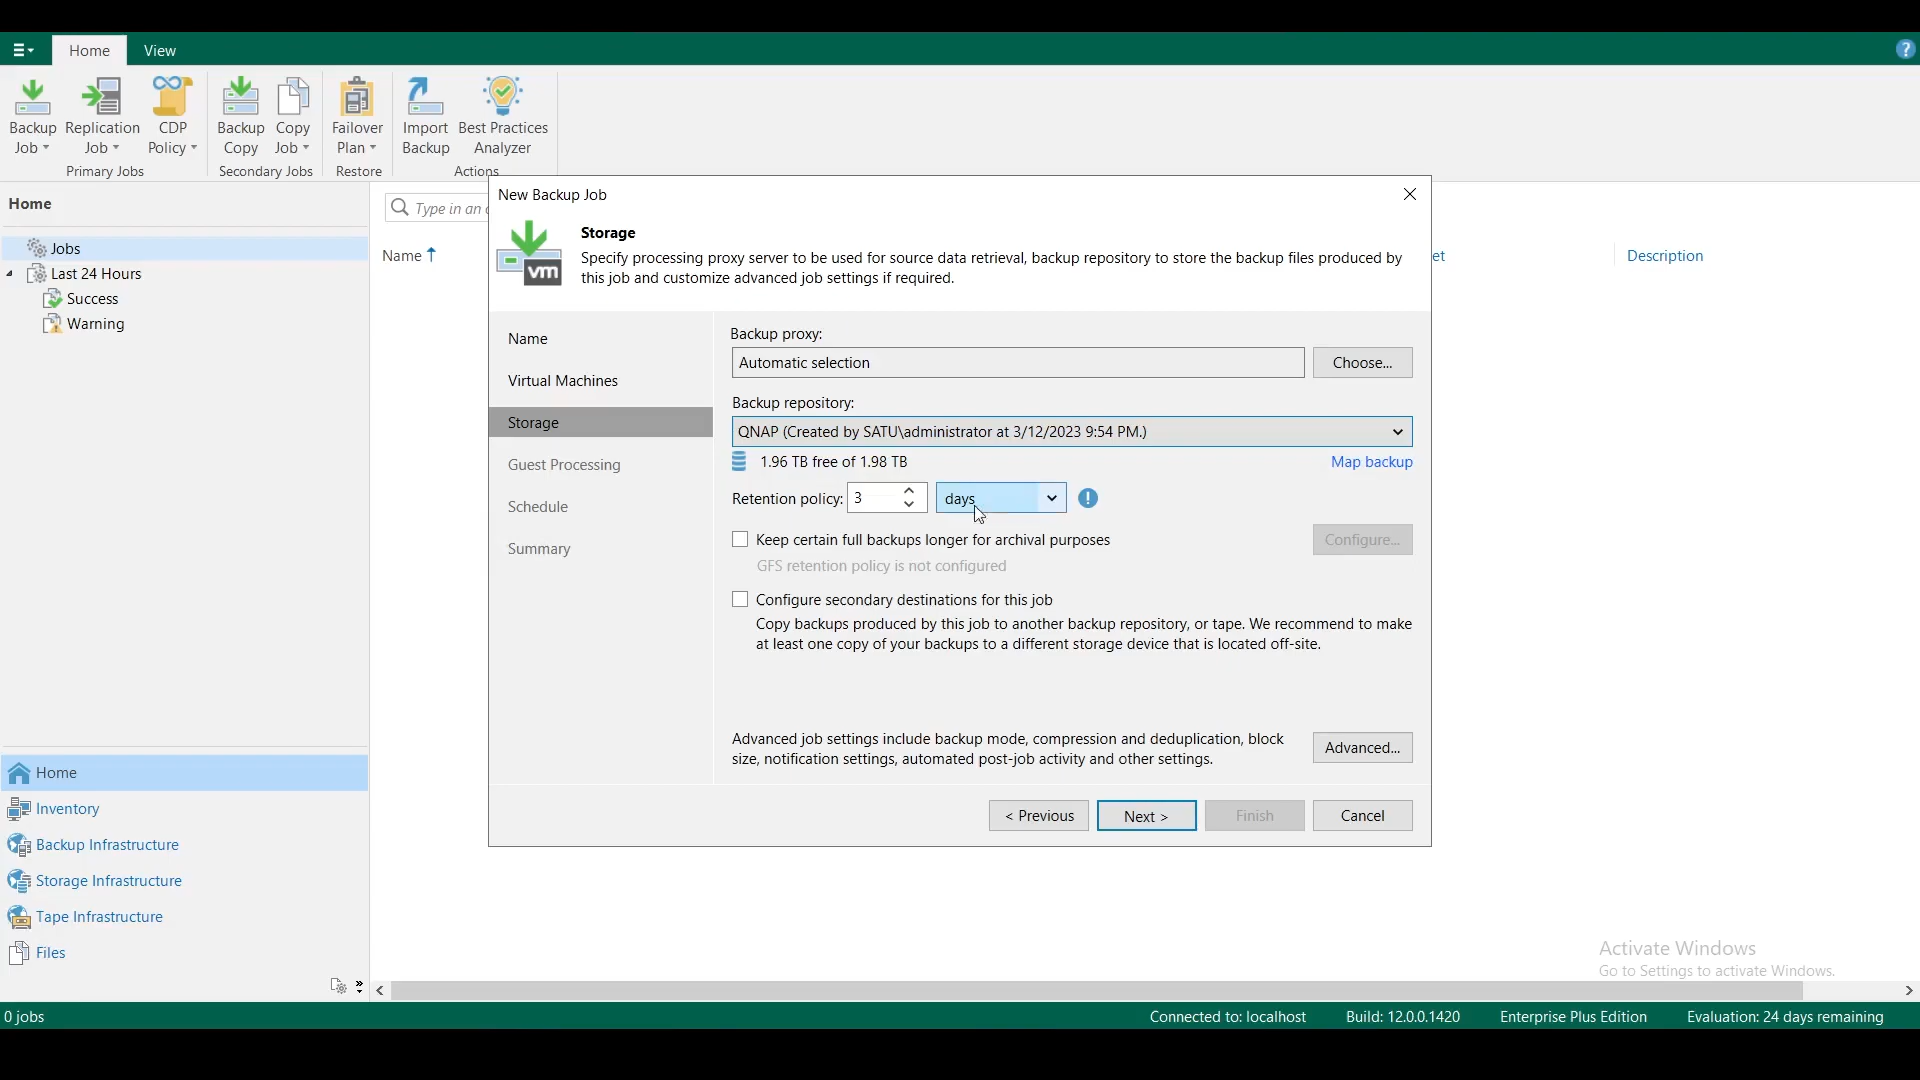 Home
View
Backup Job
Replication Job
CDP Policy
Primary Jobs
Backup Copy
Copy Job
Secondary Jobs
Failover Plan
Restore
Import Backup
Best Practices Analyzer
Actions
Home
Jobs
Last 24 Hours
Success
Warning
Type in an
Name
et
Description
New Backup Job
Storage
Specify processing proxy server to be used for source data retrieval, backup repository to store the backup files produced by
this job and customize advanced job settings if required.
Name
Virtual Machines
Storage
Guest Processing
Schedule
Summary
Backup proxy:
Automatic selection
Choose...
Backup repository:
QNAP (Created by SATU\administrator at 3/12/2023 9:54 PM.)
1.96 TB free of 1.98 TB
Map backup
Retention policy: 3 days
Keep certain full backups longer for archival purposes
Configure...
GFS retention policy is not configured
Configure secondary destinations for this job
Copy backups produced by this job to another backup repository, or tape. We recommend to make
at least one copy of your backups to a different storage device that is located off-site.
Advanced job settings include backup mode, compression and deduplication, block
size, notification settings, automated post-job activity and other settings.
Advanced...
< Previous
Next >
Finish
Cancel
Home
Inventory
Backup Infrastructure
Storage Infrastructure
Tape Infrastructure
Files
Activate Windows
Go to Settings to activate Windows.
0 jobs
Connected to: localhost
Build: 12.0.0.1420
Enterprise Plus Edition
Evaluation: 24 days remaining